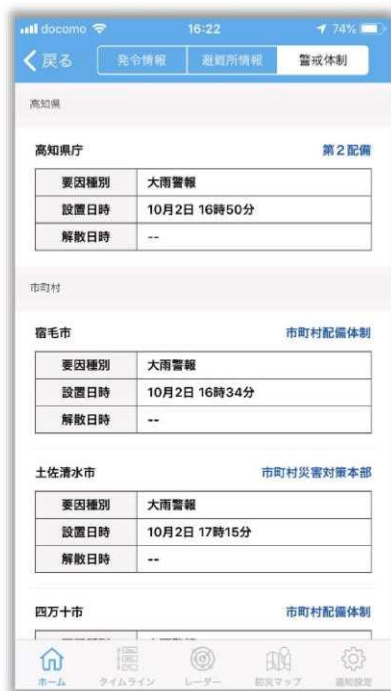 docomo 16:22 74%
戻る 発令情報 避難所情報 警戒体制
高知県
高知県庁 第2配備
要因種別 大雨警報
設置日時 10月2日 16時50分
解散日時 --
市町村
宿毛市 市町村配備体制
要因種別 大雨警報
設置日時 10月2日 16時34分
解散日時 --
土佐清水市 市町村災害対策本部
要因種別 大雨警報
設置日時 10月2日 17時15分
解散日時 --
四万十市 市町村配備体制
ホーム タイムライン レーダー 防災マップ 通知設定